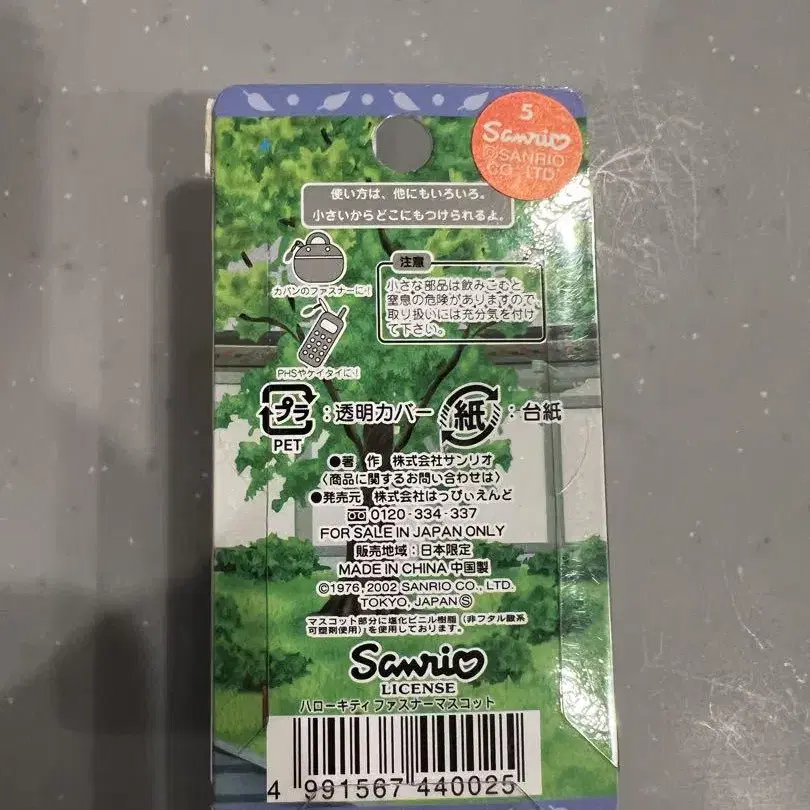 5
Sanrio
©SANRIO
CO., LTD.
使い方は、他にもいろいろ。
小さいからどこにもつけられるよ。
カバンのファスナーに!
注意
小さな部品は飲みこむと
窒息の危険がありますので、
取り扱いには充分気を付け
て下さい。
PHSやケイタイに!
プラ:透明カバー 紙:台紙
PET
●著 作 株式会社サンリオ
〈商品に関するお問い合わせは〉
●発売元 株式会社はっぴぃえんど
0120-334-337
FOR SALE IN JAPAN ONLY
販売地域:日本限定
MADE IN CHINA 中国製
©1976, 2002 SANRIO CO., LTD.
TOKYO, JAPAN Ⓢ
マスコット部分に塩化ビニル樹脂(非フタル酸系
可塑剤使用)を使用しております。
Sanrio
LICENSE
ハローキティ ファスナーマスコット
4 991567 440025